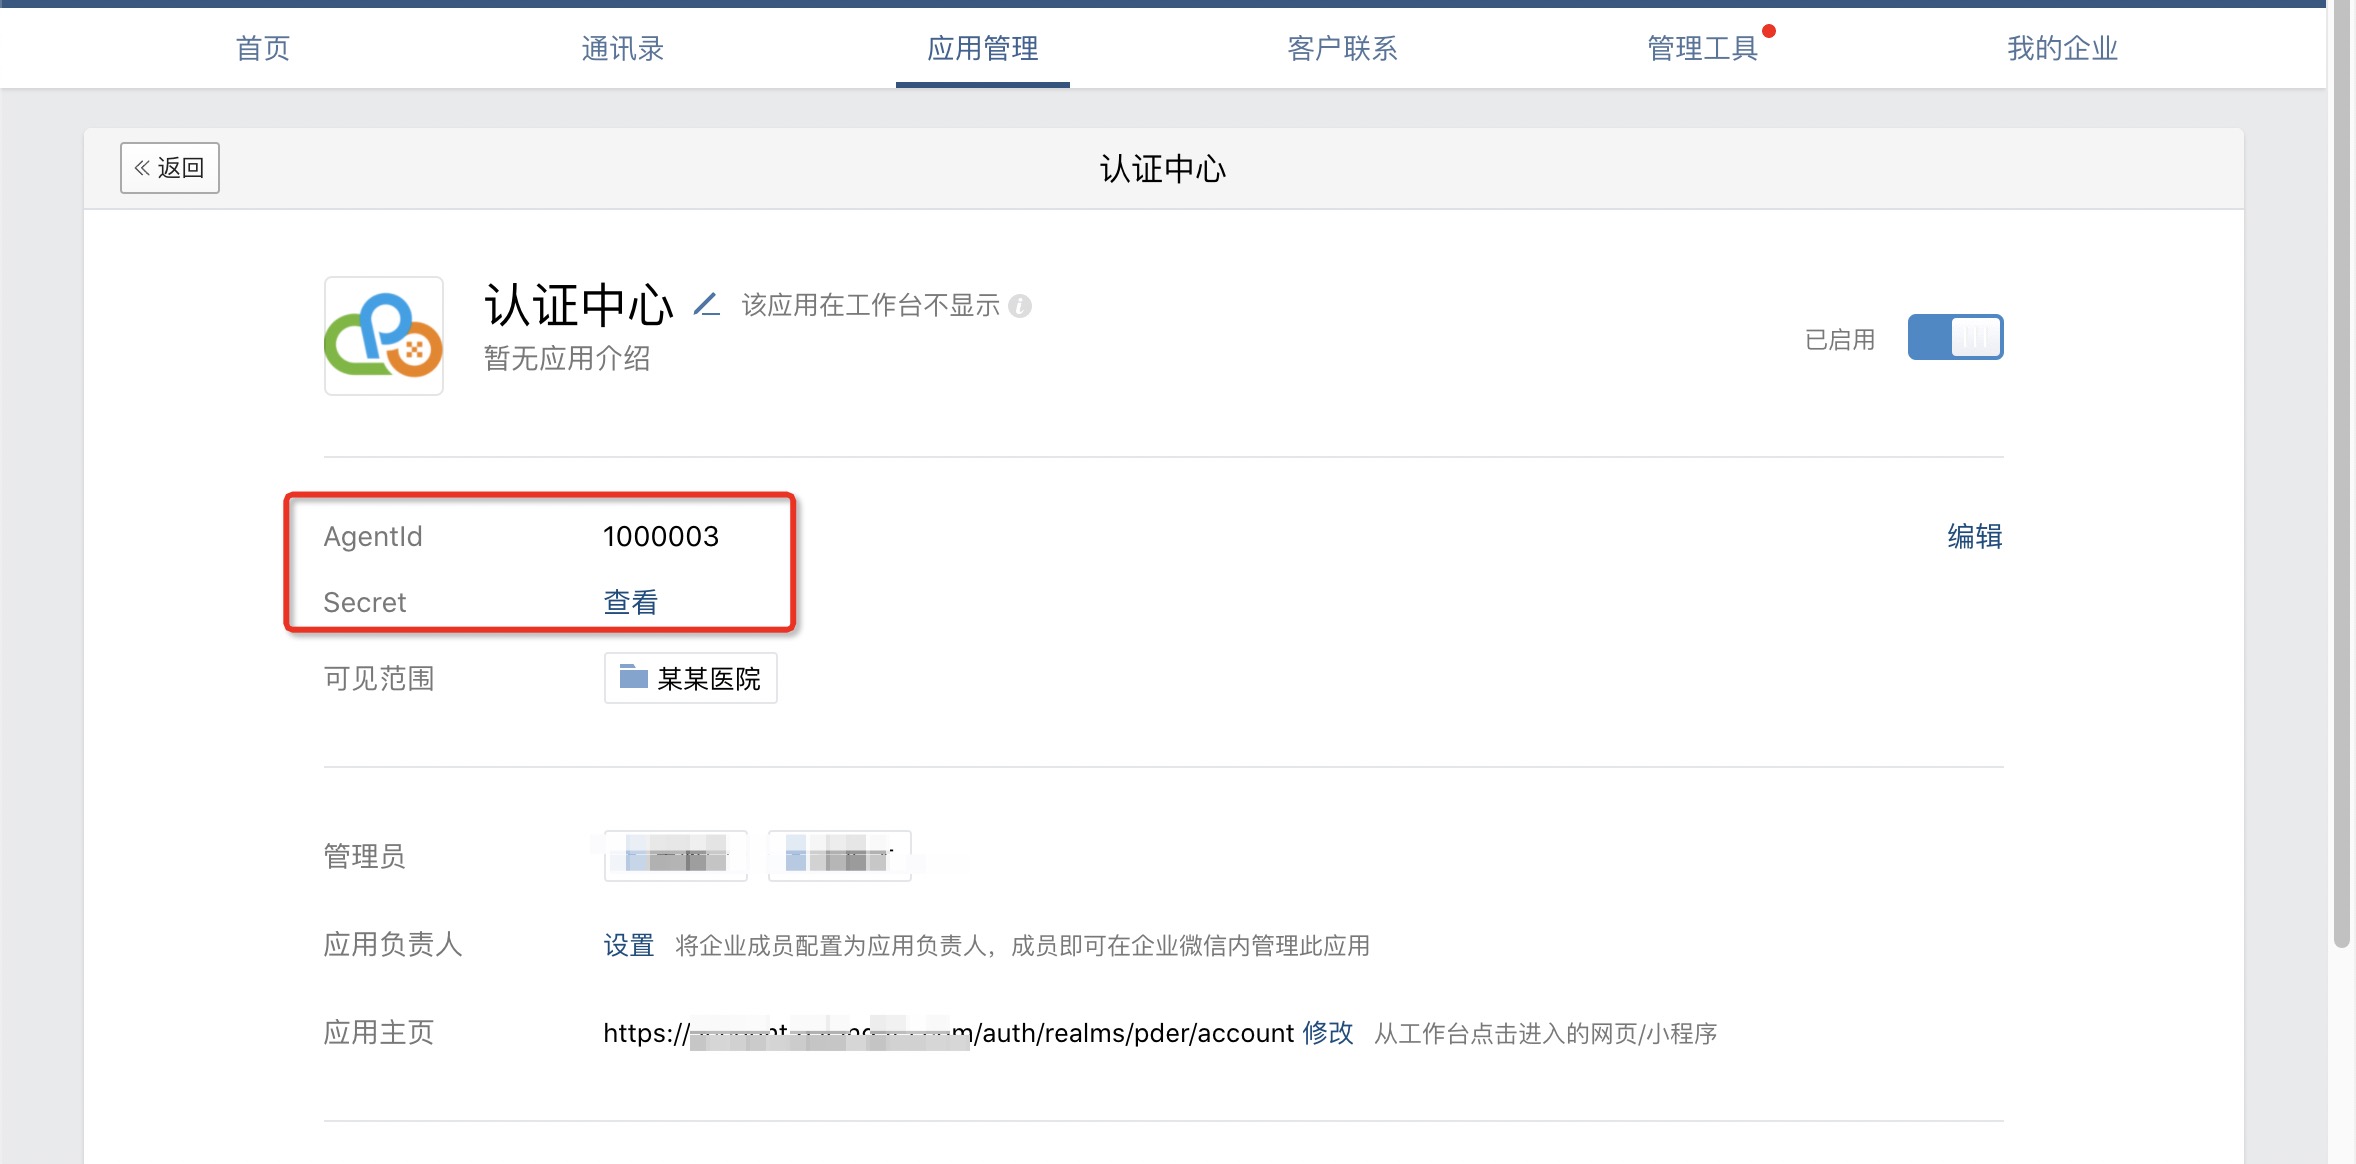 首页 通讯录 应用管理 客户联系 管理工具 我的企业
« 返回 认证中心
认证中心 该应用在工作台不显示
暂无应用介绍
已启用
AgentId 1000003 编辑
Secret 查看
可见范围 某某医院
管理员
应用负责人 设置 将企业成员配置为应用负责人，成员即可在企业微信内管理此应用
应用主页 https:// m/auth/realms/pder/account 修改 从工作台点击进入的网页/小程序